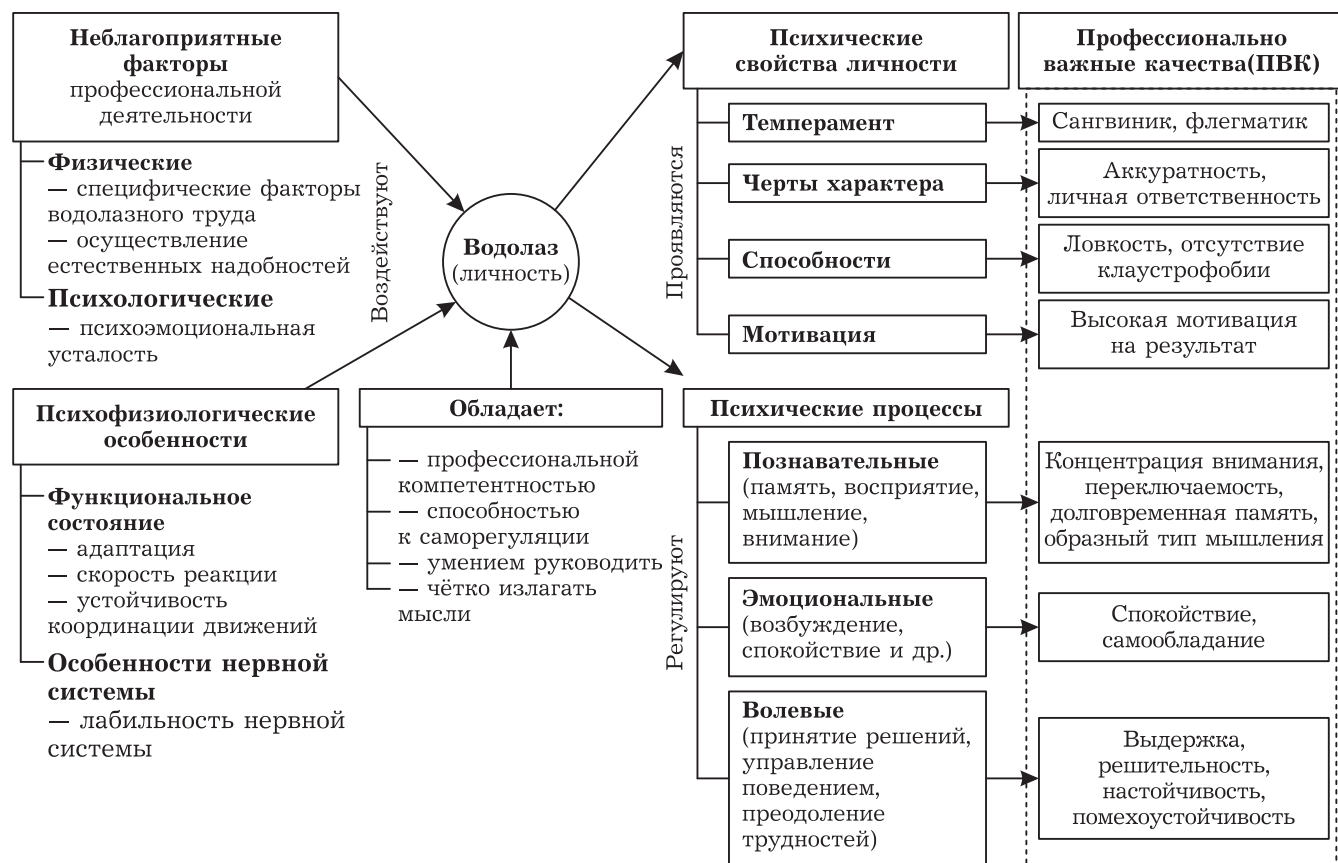 Неблагоприятные
факторы
профессиональной
деятельности
Физические
— специфические факторы
водолазного труда
— осуществление
естественных надобностей
Психологические
— психоэмоциональная
усталость
Воздействуют
Психофизиологические
особенности
Функциональное
состояние
— адаптация
— скорость реакции
— устойчивость
координации движений
Особенности нервной
системы
— лабильность нервной
системы
Водолаз
(личность)
Обладает:
— профессиональной
компетентностью
— способностью
к саморегуляции
— умением руководить
— чётко излагать
мысли
Психические
свойства личности
Проявляются
Темперамент
Черты характера
Способности
Мотивация
Психические процессы
Регулируют
Познавательные
(память, восприятие,
мышление,
внимание)
Эмоциональные
(возбуждение,
спокойствие и др.)
Волевые
(принятие решений,
управление
поведением,
преодоление
трудностей)
Профессионально
важные качества(ПВК)
Сангвиник, флегматик
Аккуратность,
личная ответственность
Ловкость, отсутствие
клаустрофобии
Высокая мотивация
на результат
Концентрация внимания,
переключаемость,
долговременная память,
образный тип мышления
Спокойствие,
самообладание
Выдержка,
решительность,
настойчивость,
помехоустойчивость